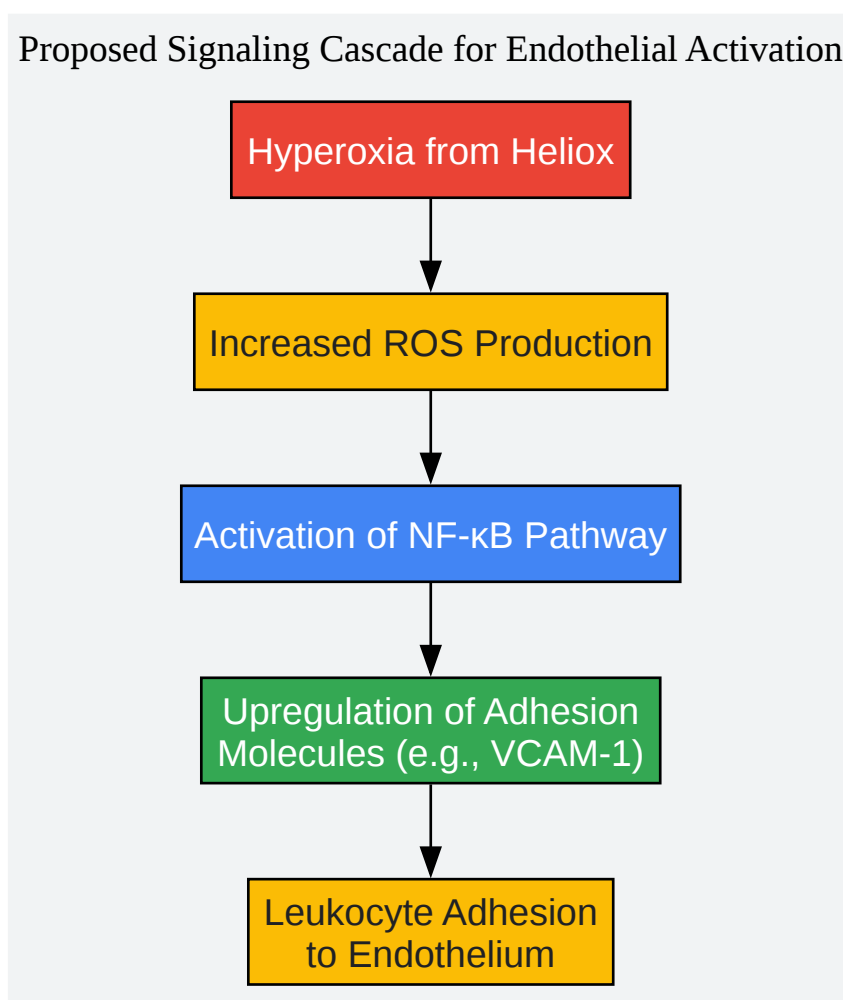 Proposed Signaling Cascade for Endothelial Activation
Hyperoxia from Heliox
Increased ROS Production
Activation of NF-κB Pathway
Upregulation of Adhesion
Molecules (e.g., VCAM-1)
Leukocyte Adhesion
to Endothelium